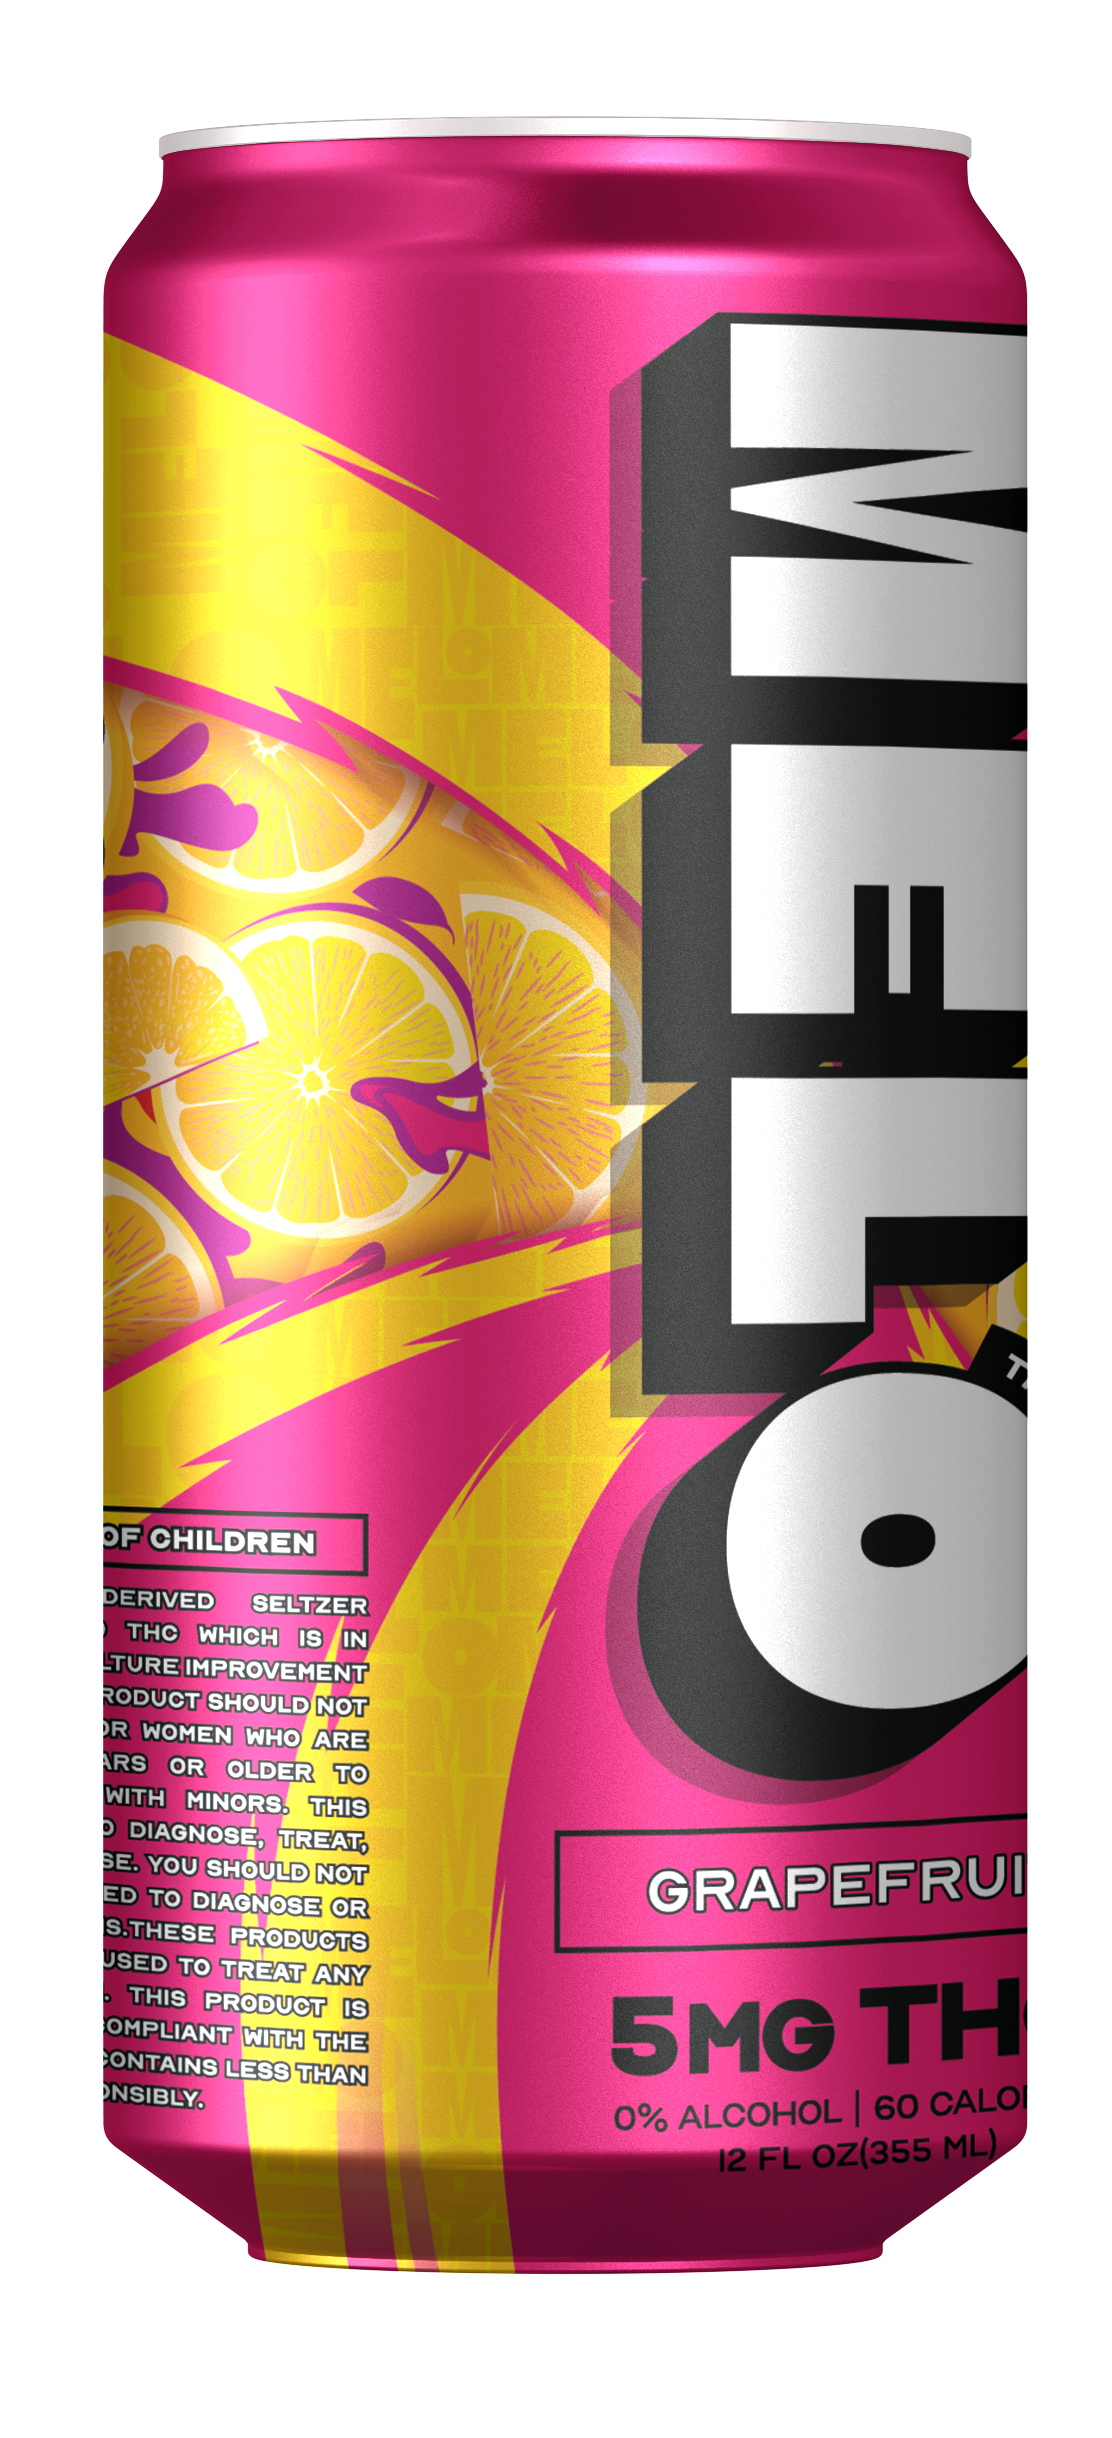 MELO
OF CHILDREN
DERIVED SELTZER
THC WHICH IS IN
LTURE IMPROVEMENT
RODUCT SHOULD NOT
OR WOMEN WHO ARE
ARS OR OLDER TO
WITH MINORS. THIS
O DIAGNOSE, TREAT,
SE. YOU SHOULD NOT
ED TO DIAGNOSE OR
S.THESE PRODUCTS
USED TO TREAT ANY
. THIS PRODUCT IS
COMPLIANT WITH THE
CONTAINS LESS THAN
ONSIBLY.
GRAPEFRUI
5MG THC
0% ALCOHOL | 60 CALO
12 FL OZ(355 ML)